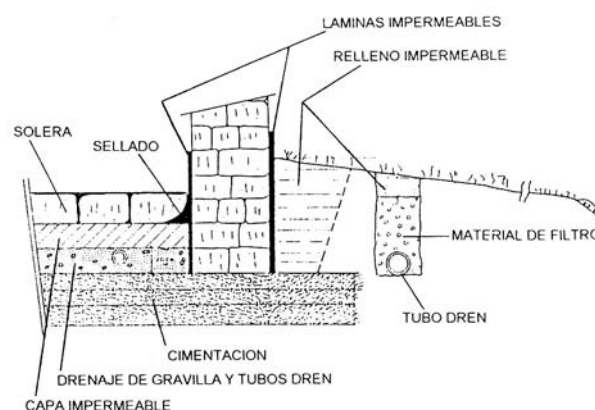 LAMINAS IMPERMEABLES
RELLENO IMPERMEABLE
SOLERA
SELLADO
MATERIAL DE FILTRO
TUBO DREN
CIMENTACION
DRENAJE DE GRAVILLA Y TUBOS DREN
CAPA IMPERMEABLE